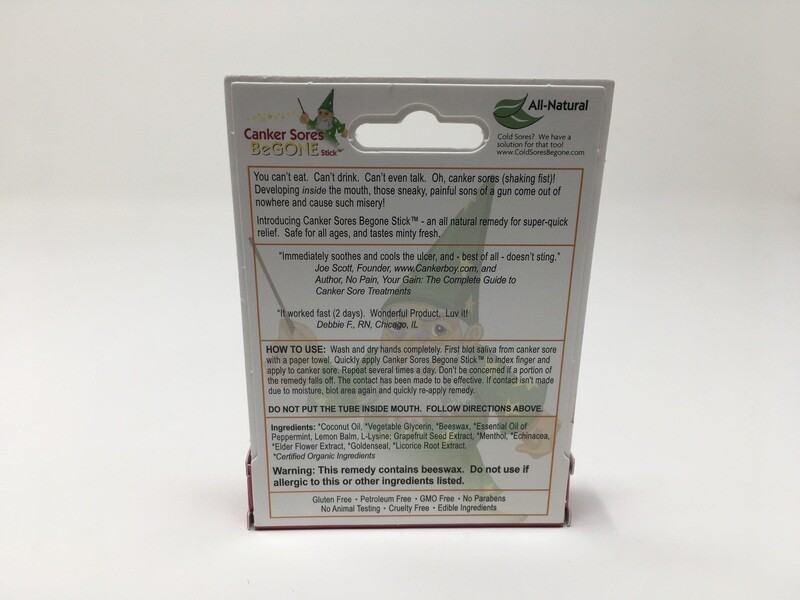 Canker Sores
BeGONE Stick™
All-Natural
Cold Sores? We have a
solution for that too!
www.ColdSoresBegone.com
You can't eat. Can't drink. Can't even talk. Oh, canker sores (shaking fist)!
Developing inside the mouth, those sneaky, painful sons of a gun come out of
nowhere and cause such misery!
Introducing Canker Sores Begone Stick™ - an all natural remedy for super-quick
relief. Safe for all ages, and tastes minty fresh.
"Immediately soothes and cools the ulcer, and - best of all - doesn't sting."
Joe Scott, Founder, www.Cankerboy.com, and
Author, No Pain, Your Gain: The Complete Guide to
Canker Sore Treatments
"It worked fast (2 days). Wonderful Product. Luv it!
Debbie F., RN, Chicago, IL
HOW TO USE: Wash and dry hands completely. First blot saliva from canker sore
with a paper towel. Quickly apply Canker Sores Begone Stick™ to index finger and
apply to canker sore. Repeat several times a day. Don't be concerned if a portion of
the remedy falls off. The contact has been made to be effective. If contact isn't made
due to moisture, blot area again and quickly re-apply remedy.
DO NOT PUT THE TUBE INSIDE MOUTH. FOLLOW DIRECTIONS ABOVE.
Ingredients: *Coconut Oil, *Vegetable Glycerin, *Beeswax, *Essential Oil of
Peppermint, Lemon Balm, L-Lysine; Grapefruit Seed Extract, *Menthol, *Echinacea,
*Elder Flower Extract, *Goldenseal, *Licorice Root Extract.
*Certified Organic Ingredients
Warning: This remedy contains beeswax. Do not use if
allergic to this or other ingredients listed.
Gluten Free • Petroleum Free • GMO Free • No Parabens
No Animal Testing • Cruelty Free • Edible Ingredients